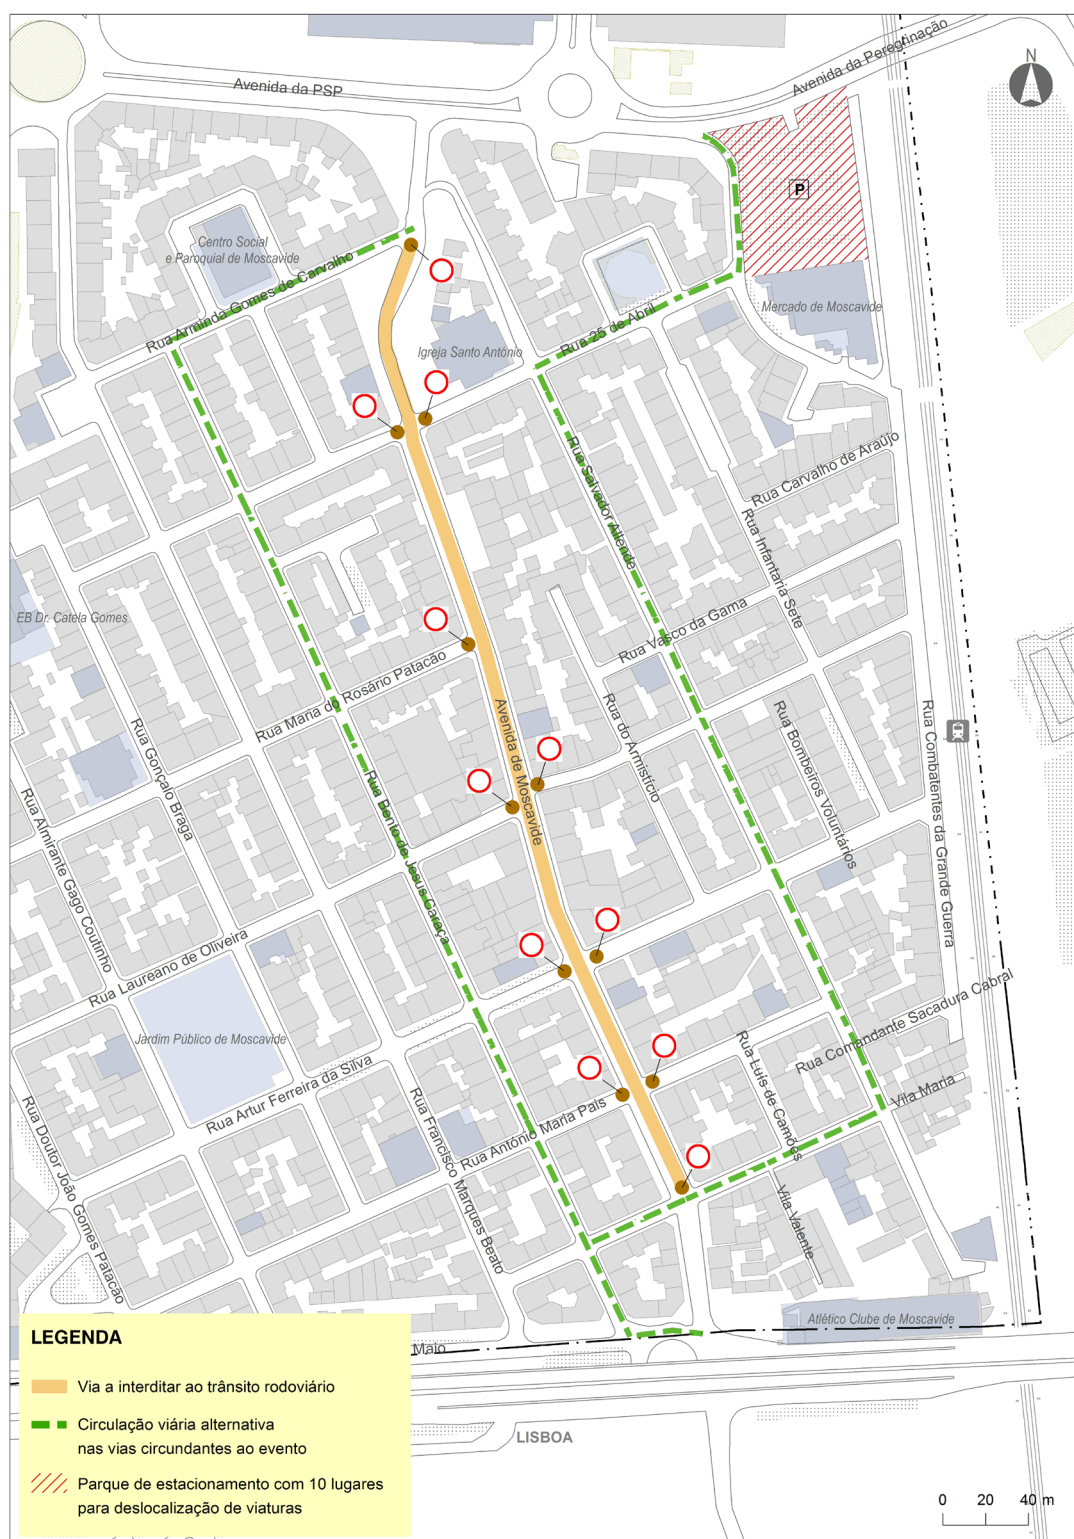 Avenida da PSP
Avenida da Peregrinação
N
P
Centro Social
e Paroquial de Moscavide
Rua Arminda Gomes de Carvalho
Mercado de Moscavide
Rua 25 de Abril
Igreja Santo António
Rua Salvador Allende
Rua Carvalho de Araújo
Rua Infantaria Sete
EB Dr. Catela Gomes
Rua Vasco da Gama
Rua Maria do Rosário Patacão
Avenida de Moscavide
Rua do Armistício
Rua Bombeiros Voluntários
Rua Combatentes da Grande Guerra
Rua Gonçalo Braga
Rua Almirante Gago Coutinho
Rua Bento de Jesus Caraça
Rua Laureano de Oliveira
Jardim Público de Moscavide
Rua Comandante Sacadura Cabral
Rua Artur Ferreira da Silva
Rua Luís de Camões
Vila Maria
Rua António Maria Pais
Rua Francisco Marques Beato
Rua Doutor João Gomes Patacão
Vila Valente
Atlético Clube de Moscavide
Maio
LISBOA
LEGENDA
Via a interditar ao trânsito rodoviário
Circulação viária alternativa
nas vias circundantes ao evento
Parque de estacionamento com 10 lugares
para deslocalização de viaturas
0 20 40 m